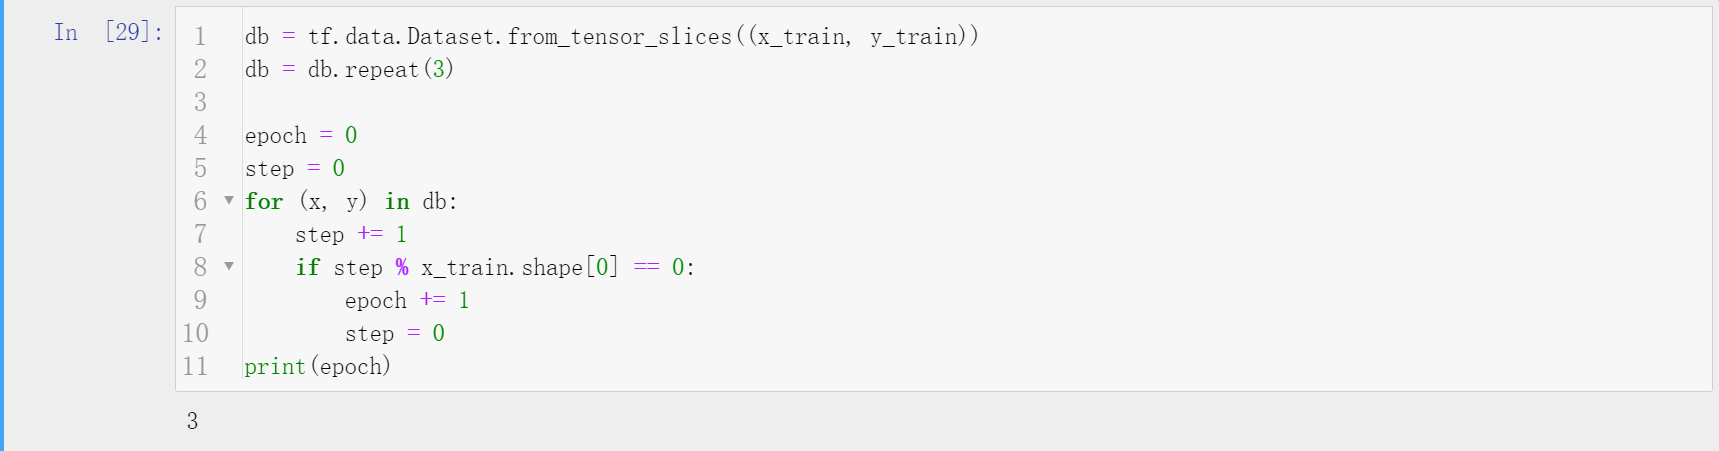 In [29]:
1 db = tf.data.Dataset.from_tensor_slices((x_train, y_train))
2 db = db.repeat(3)
3
4 epoch = 0
5 step = 0
6 for (x, y) in db:
7     step += 1
8     if step % x_train.shape[0] == 0:
9         epoch += 1
10         step = 0
11 print(epoch)
3